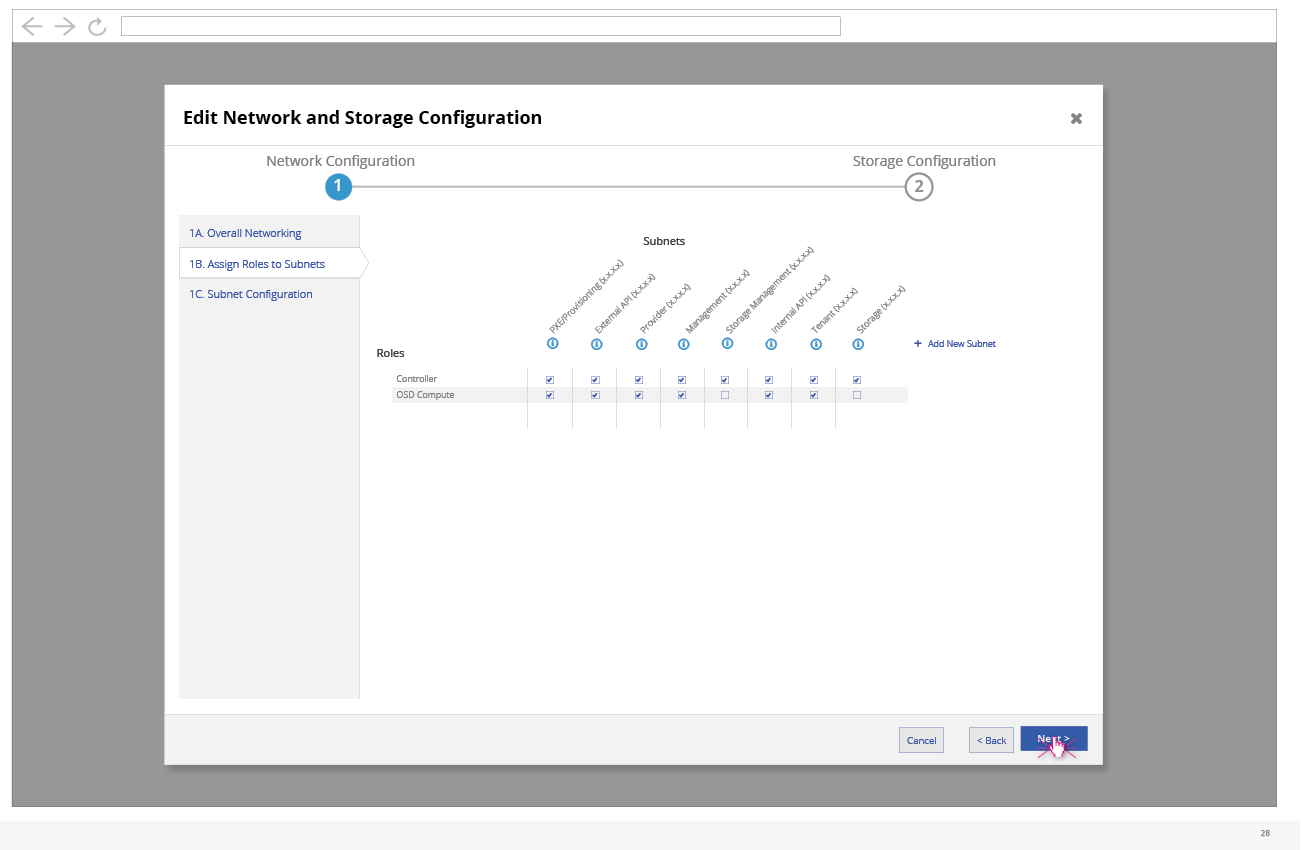 Edit Network and Storage Configuration
Network Configuration
Storage Configuration
1
2
1A. Overall Networking
1B. Assign Roles to Subnets
1C. Subnet Configuration
Subnets
PXE/Provisioning (x.x.x.x)
External API (x.x.x.x)
Provider (x.x.x.x)
Management (x.x.x.x)
Storage Management (x.x.x.x)
Internal API (x.x.x.x)
Tenant (x.x.x.x)
Storage (x.x.x.x)
+ Add New Subnet
Roles
Controller
OSD Compute
Cancel
< Back
Next >
28